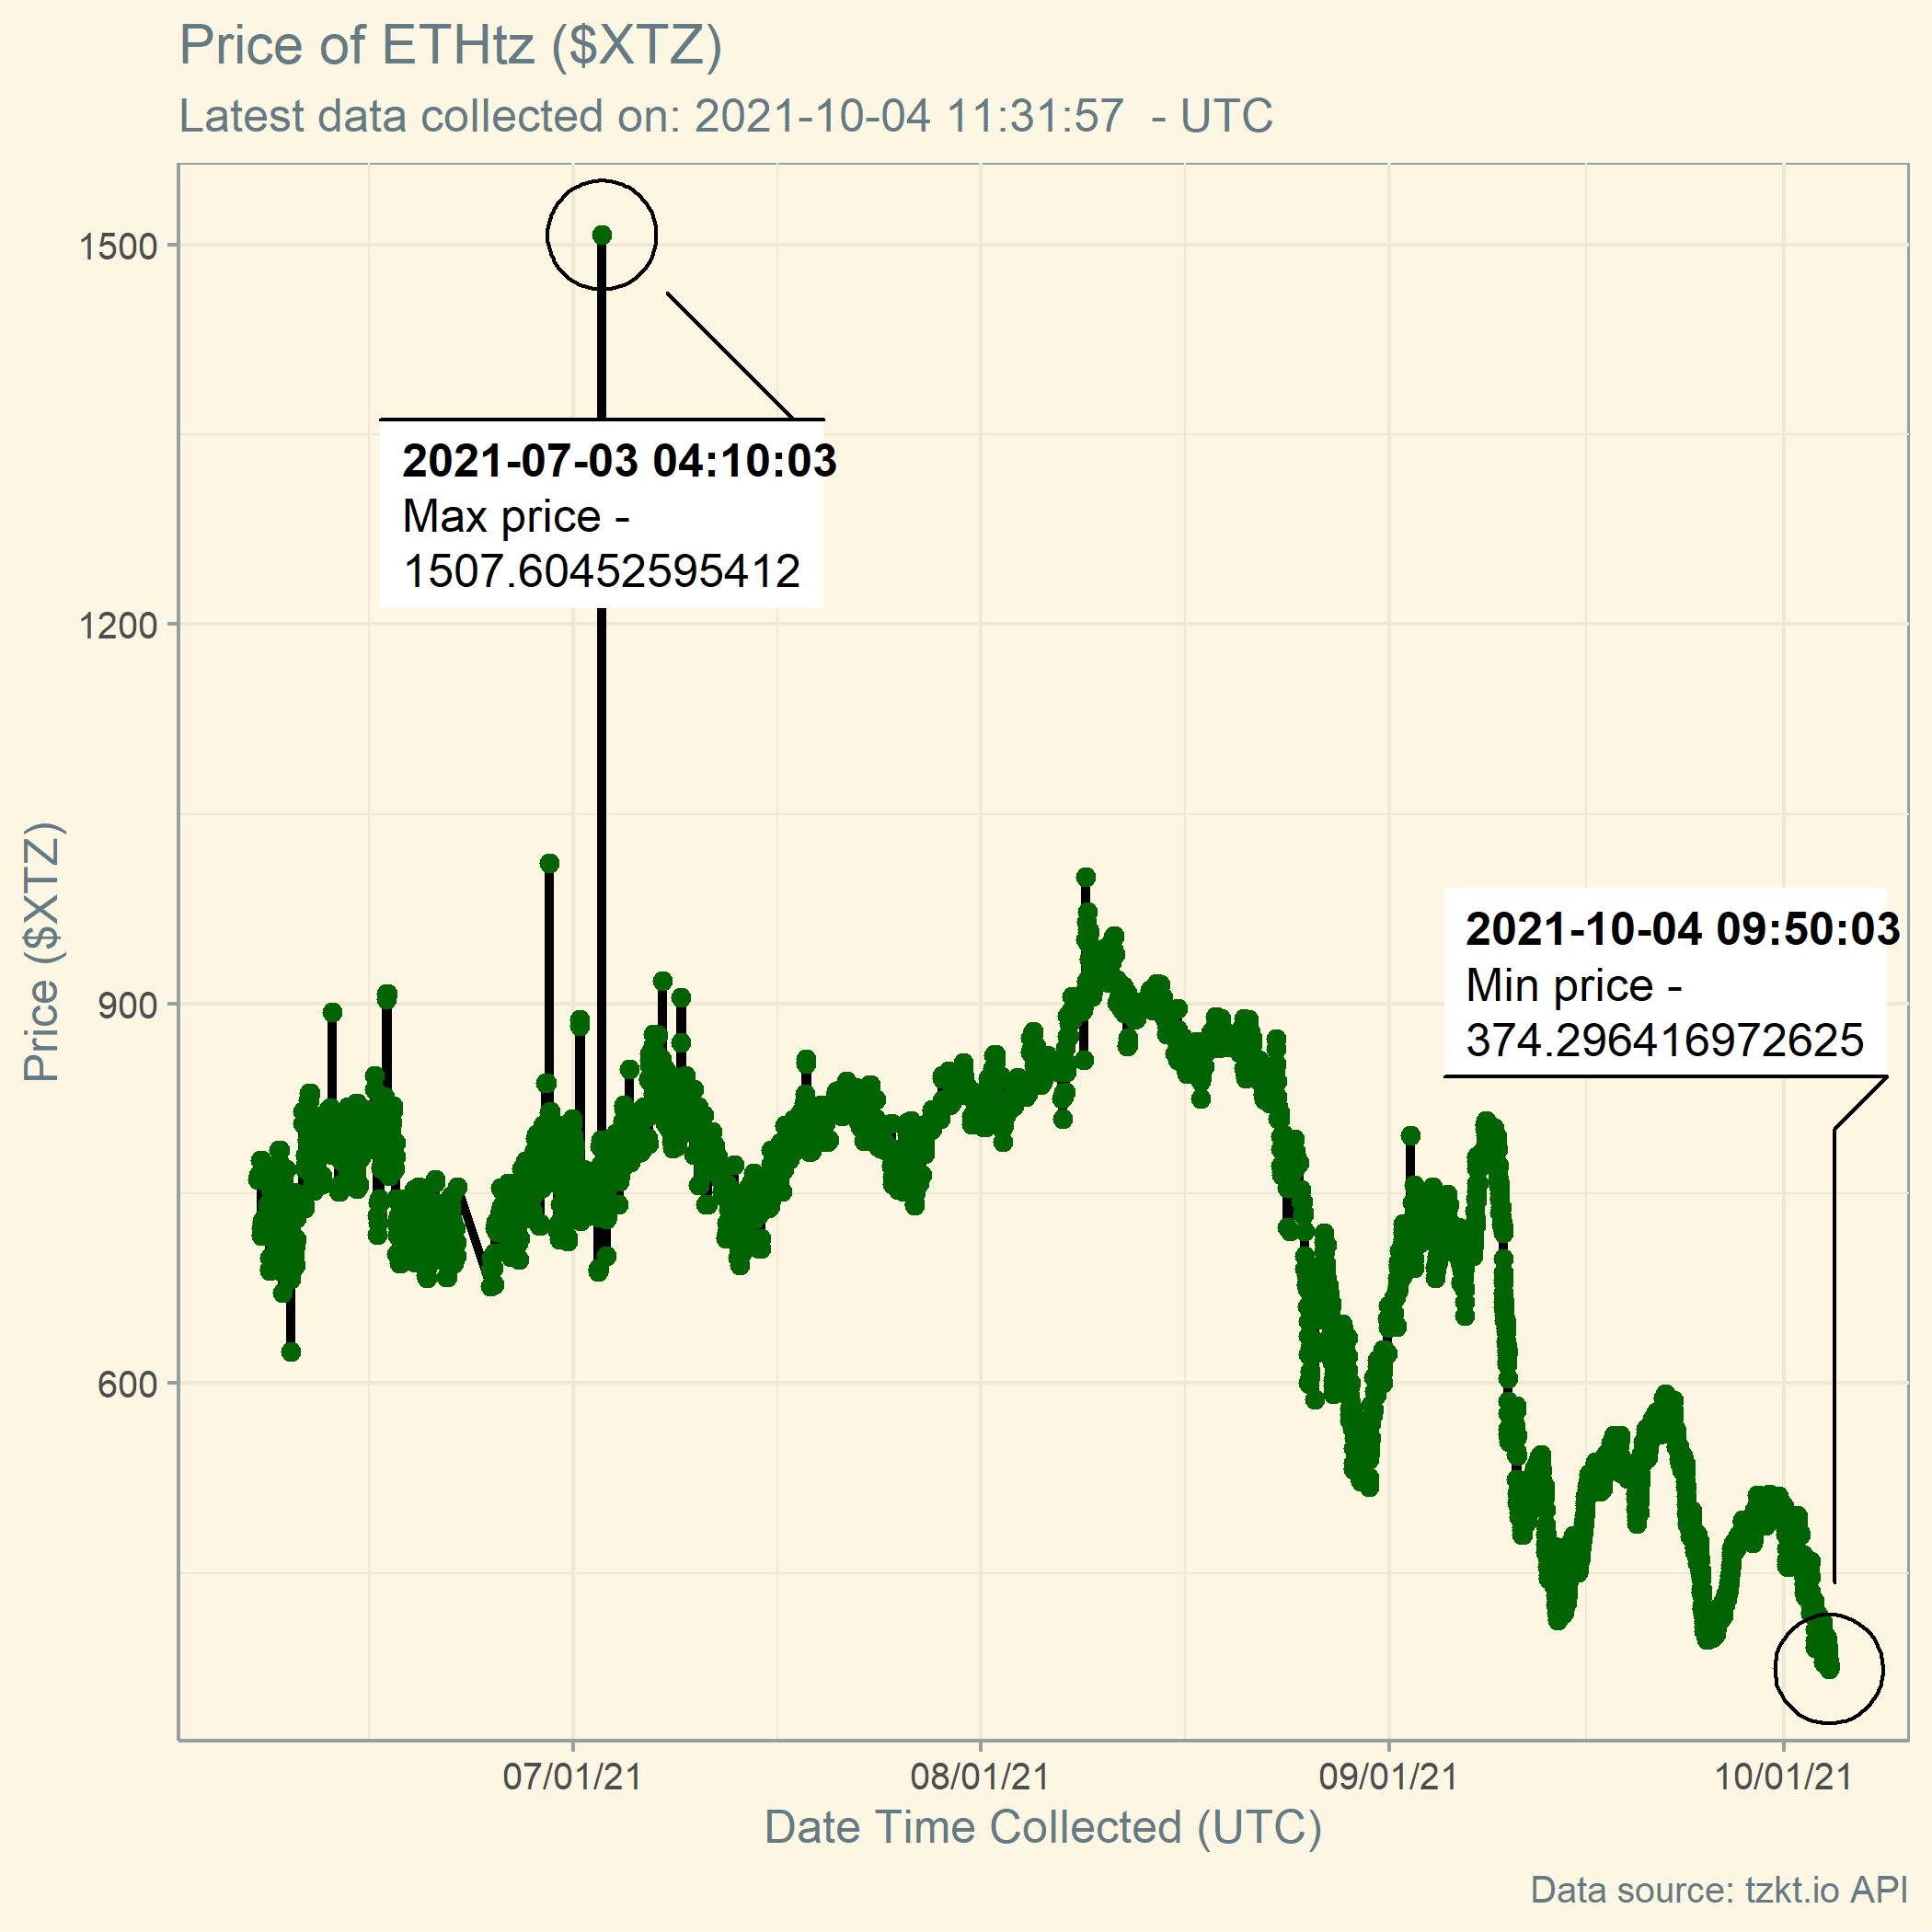 Price of ETHtz ($XTZ)
Latest data collected on: 2021-10-04 11:31:57  - UTC
1500
1200
900
600
Price ($XTZ)
2021-07-03 04:10:03
Max price -
1507.60452595412
2021-10-04 09:50:03
Min price -
374.296416972625
07/01/21
08/01/21
09/01/21
10/01/21
Date Time Collected (UTC)
Data source: tzkt.io API